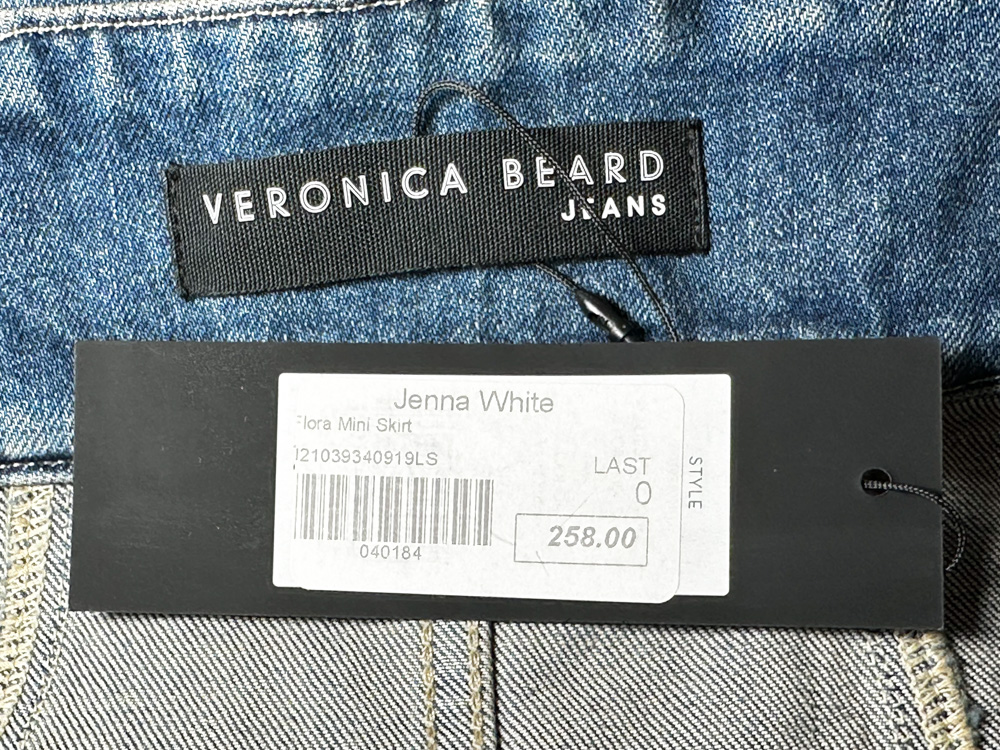 VERONICA BEARD
JEANS
Jenna White
Flora Mini Skirt
J21039340919LS
LAST
0
258.00
040184
STYLE